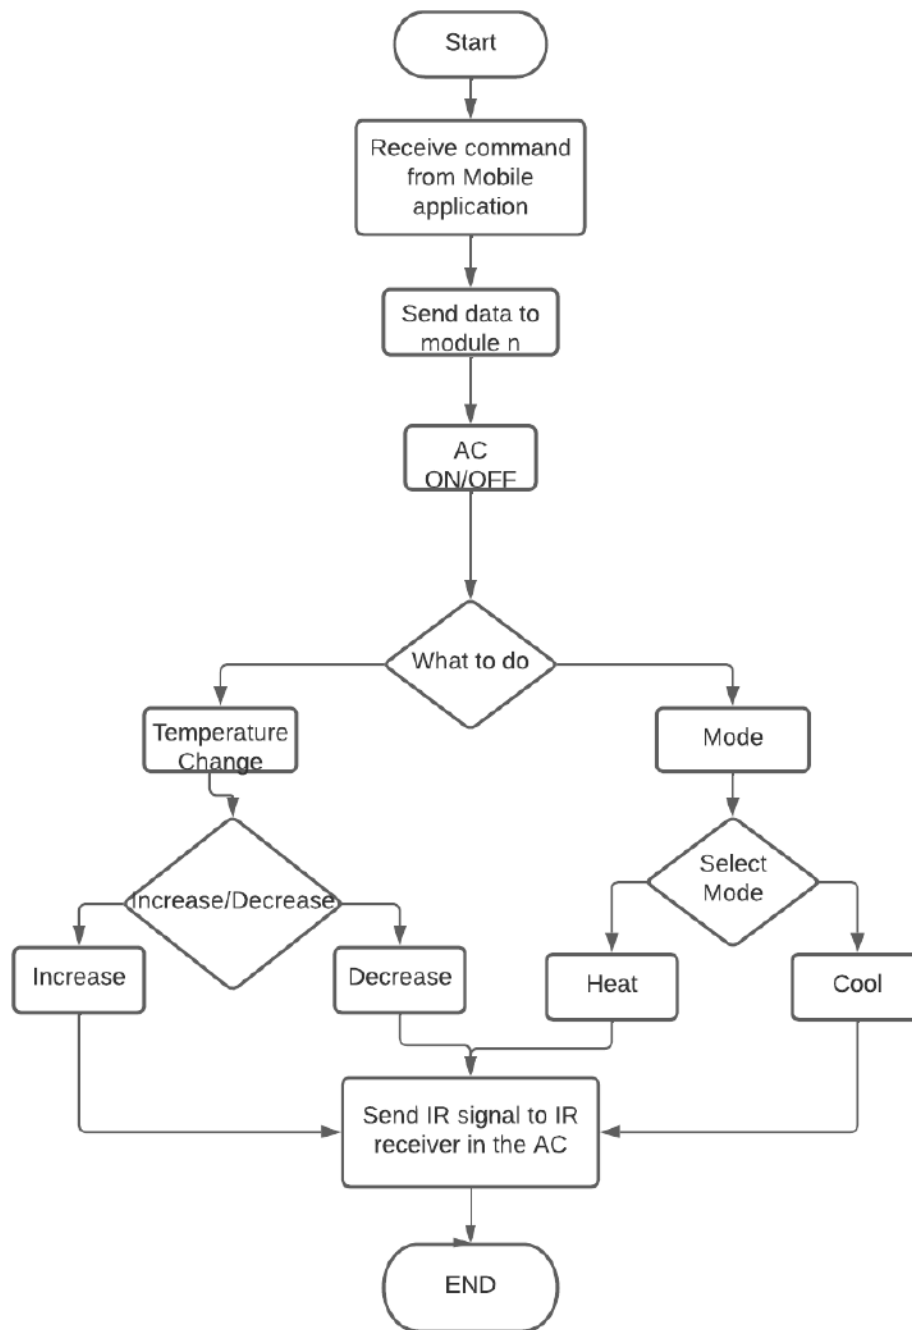 Start
Receive command
from Mobile
application
Send data to
module n
AC
ON/OFF
What to do
Temperature
Change
Mode
Increase/Decrease
Select
Mode
Increase
Decrease
Heat
Cool
Send IR signal to IR
receiver in the AC
END